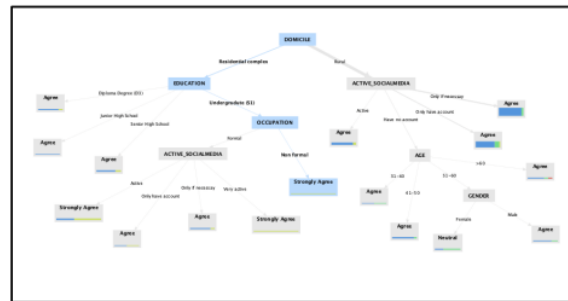 DOMICILE
Residential complex
Rural
EDUCATION
ACTIVE_SOCIALMEDIA
Diploma Degree (D3)
Only if necessary
Agree
Junior High School
Senior High School
Undergraduate (S1)
Active
Have no account
Only have account
Agree
OCCUPATION
Agree
Agree
Agree
Agree
Formal
Non formal
ACTIVE_SOCIALMEDIA
AGE
>60
Agree
Active
Only have account
Only if necessary
Very active
Strongly Agree
31-40
41-50
51-60
Agree
GENDER
Strongly Agree
Agree
Agree
Strongly Agree
Female
Male
Agree
Neutral
Agree